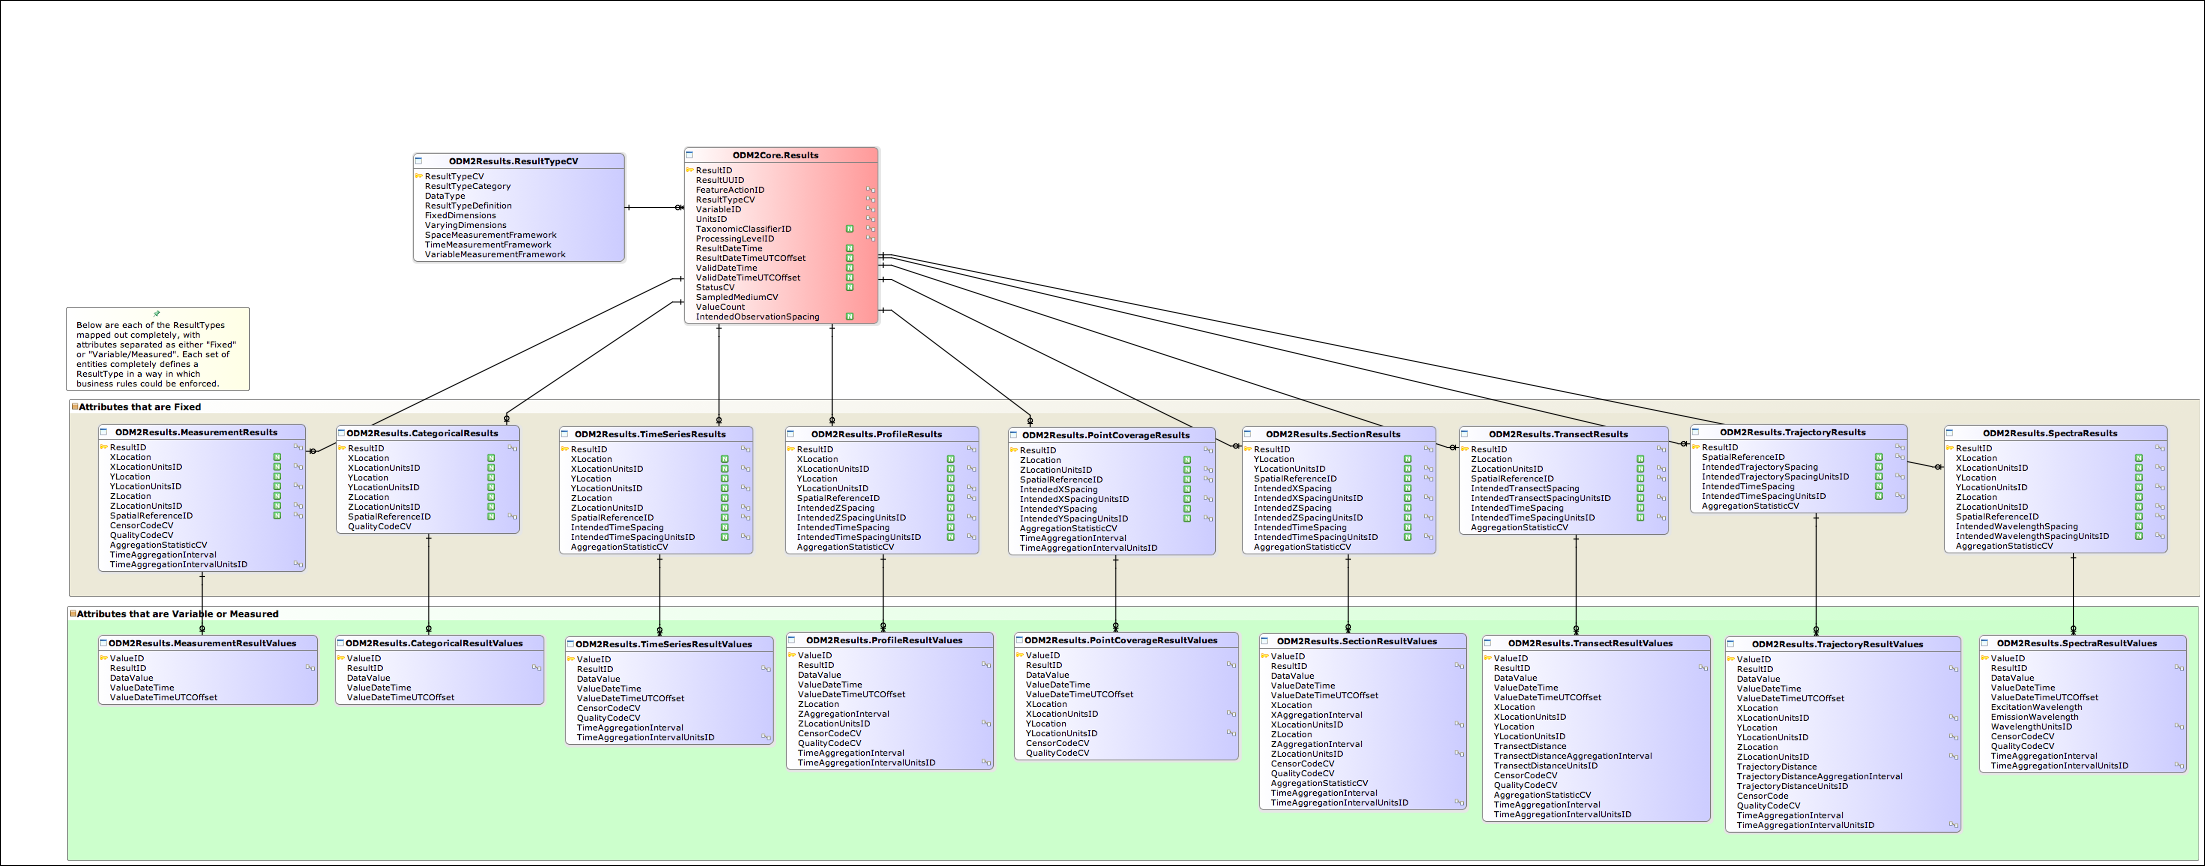 ODM2Results.ResultTypeCV
ResultTypeCV
ResultTypeCategory
DataType
ResultTypeDefinition
FixedDimensions
VaryingDimensions
SpaceMeasurementFramework
TimeMeasurementFramework
VariableMeasurementFramework
ODM2Core.Results
ResultID
ResultUUID
FeatureActionID
ResultTypeCV
VariableID
UnitsID
TaxonomicClassifierID N
ProcessingLevelID
ResultDateTime N
ResultDateTimeUTCOffset N
ValidDateTime N
ValidDateTimeUTCOffset N
StatusCV N
SampledMediumCV
ValueCount
IntendedObservationSpacing N
Below are each of the ResultTypes
mapped out completely, with
attributes separated as either "Fixed"
or "Variable/Measured". Each set of
entities completely defines a
ResultType in a way in which
business rules could be enforced.
Attributes that are Fixed
ODM2Results.MeasurementResults
ResultID
XLocation N
XLocationUnitsID N
YLocation N
YLocationUnitsID N
ZLocation N
ZLocationUnitsID N
SpatialReferenceID N
CensorCodeCV
QualityCodeCV
AggregationStatisticCV
TimeAggregationInterval
TimeAggregationIntervalUnitsID
ODM2Results.CategoricalResults
ResultID
XLocation N
XLocationUnitsID N
YLocation N
YLocationUnitsID N
ZLocation N
ZLocationUnitsID N
SpatialReferenceID N
QualityCodeCV
ODM2Results.TimeSeriesResults
ResultID
XLocation N
XLocationUnitsID N
YLocation N
YLocationUnitsID N
ZLocation N
ZLocationUnitsID N
SpatialReferenceID N
IntendedTimeSpacing N
IntendedTimeSpacingUnitsID N
AggregationStatisticCV
ODM2Results.ProfileResults
ResultID
XLocation N
XLocationUnitsID N
YLocation N
YLocationUnitsID N
SpatialReferenceID N
IntendedZSpacing N
IntendedZSpacingUnitsID N
IntendedTimeSpacing N
IntendedTimeSpacingUnitsID N
AggregationStatisticCV
ODM2Results.PointCoverageResults
ResultID
ZLocation N
ZLocationUnitsID N
SpatialReferenceID N
IntendedXSpacing N
IntendedXSpacingUnitsID N
IntendedYSpacing N
IntendedYSpacingUnitsID N
AggregationStatisticCV
TimeAggregationInterval
TimeAggregationIntervalUnitsID
ODM2Results.SectionResults
ResultID
YLocation N
YLocationUnitsID N
SpatialReferenceID N
IntendedXSpacing N
IntendedXSpacingUnitsID N
IntendedZSpacing N
IntendedZSpacingUnitsID N
IntendedTimeSpacing N
IntendedTimeSpacingUnitsID N
AggregationStatisticCV
ODM2Results.TransectResults
ResultID
ZLocation N
ZLocationUnitsID N
SpatialReferenceID N
IntendedTransectSpacing N
IntendedTransectSpacingUnitsID N
IntendedTimeSpacing N
IntendedTimeSpacingUnitsID N
AggregationStatisticCV
ODM2Results.TrajectoryResults
ResultID
SpatialReferenceID N
IntendedTrajectorySpacing N
IntendedTrajectorySpacingUnitsID N
IntendedTimeSpacing N
IntendedTimeSpacingUnitsID N
AggregationStatisticCV
ODM2Results.SpectraResults
ResultID
XLocation N
XLocationUnitsID N
YLocation N
YLocationUnitsID N
ZLocation N
ZLocationUnitsID N
SpatialReferenceID N
IntendedWavelengthSpacing N
IntendedWavelengthSpacingUnitsID N
AggregationStatisticCV
Attributes that are Variable or Measured
ODM2Results.MeasurementResultValues
ValueID
ResultID
DataValue
ValueDateTime
ValueDateTimeUTCOffset
ODM2Results.CategoricalResultValues
ValueID
ResultID
DataValue
ValueDateTime
ValueDateTimeUTCOffset
ODM2Results.TimeSeriesResultValues
ValueID
ResultID
DataValue
ValueDateTime
ValueDateTimeUTCOffset
CensorCodeCV
QualityCodeCV
TimeAggregationInterval
TimeAggregationIntervalUnitsID
ODM2Results.ProfileResultValues
ValueID
ResultID
DataValue
ValueDateTime
ValueDateTimeUTCOffset
ZLocation
ZAggregationInterval
ZLocationUnitsID
CensorCodeCV
QualityCodeCV
TimeAggregationInterval
TimeAggregationIntervalUnitsID
ODM2Results.PointCoverageResultValues
ValueID
ResultID
DataValue
ValueDateTime
ValueDateTimeUTCOffset
XLocation
XLocationUnitsID
YLocation
YLocationUnitsID
CensorCodeCV
QualityCodeCV
ODM2Results.SectionResultValues
ValueID
ResultID
DataValue
ValueDateTime
ValueDateTimeUTCOffset
XLocation
XAggregationInterval
XLocationUnitsID
ZLocation
ZAggregationInterval
ZLocationUnitsID
CensorCodeCV
QualityCodeCV
AggregationStatisticCV
TimeAggregationInterval
TimeAggregationIntervalUnitsID
ODM2Results.TransectResultValues
ValueID
ResultID
DataValue
ValueDateTime
ValueDateTimeUTCOffset
XLocation
XLocationUnitsID
YLocation
YLocationUnitsID
TransectDistance
TransectDistanceAggregationInterval
TransectDistanceUnitsID
CensorCodeCV
QualityCodeCV
AggregationStatisticCV
TimeAggregationInterval
TimeAggregationIntervalUnitsID
ODM2Results.TrajectoryResultValues
ValueID
ResultID
DataValue
ValueDateTime
ValueDateTimeUTCOffset
XLocation
XLocationUnitsID
YLocation
YLocationUnitsID
ZLocation
ZLocationUnitsID
TrajectoryDistance
TrajectoryDistanceAggregationInterval
TrajectoryDistanceUnitsID
CensorCode
QualityCodeCV
TimeAggregationInterval
TimeAggregationIntervalUnitsID
ODM2Results.SpectraResultValues
ValueID
ResultID
DataValue
ValueDateTime
ValueDateTimeUTCOffset
ExcitationWavelength
EmissionWavelength
WavelengthUnitsID
CensorCodeCV
QualityCodeCV
TimeAggregationInterval
TimeAggregationIntervalUnitsID